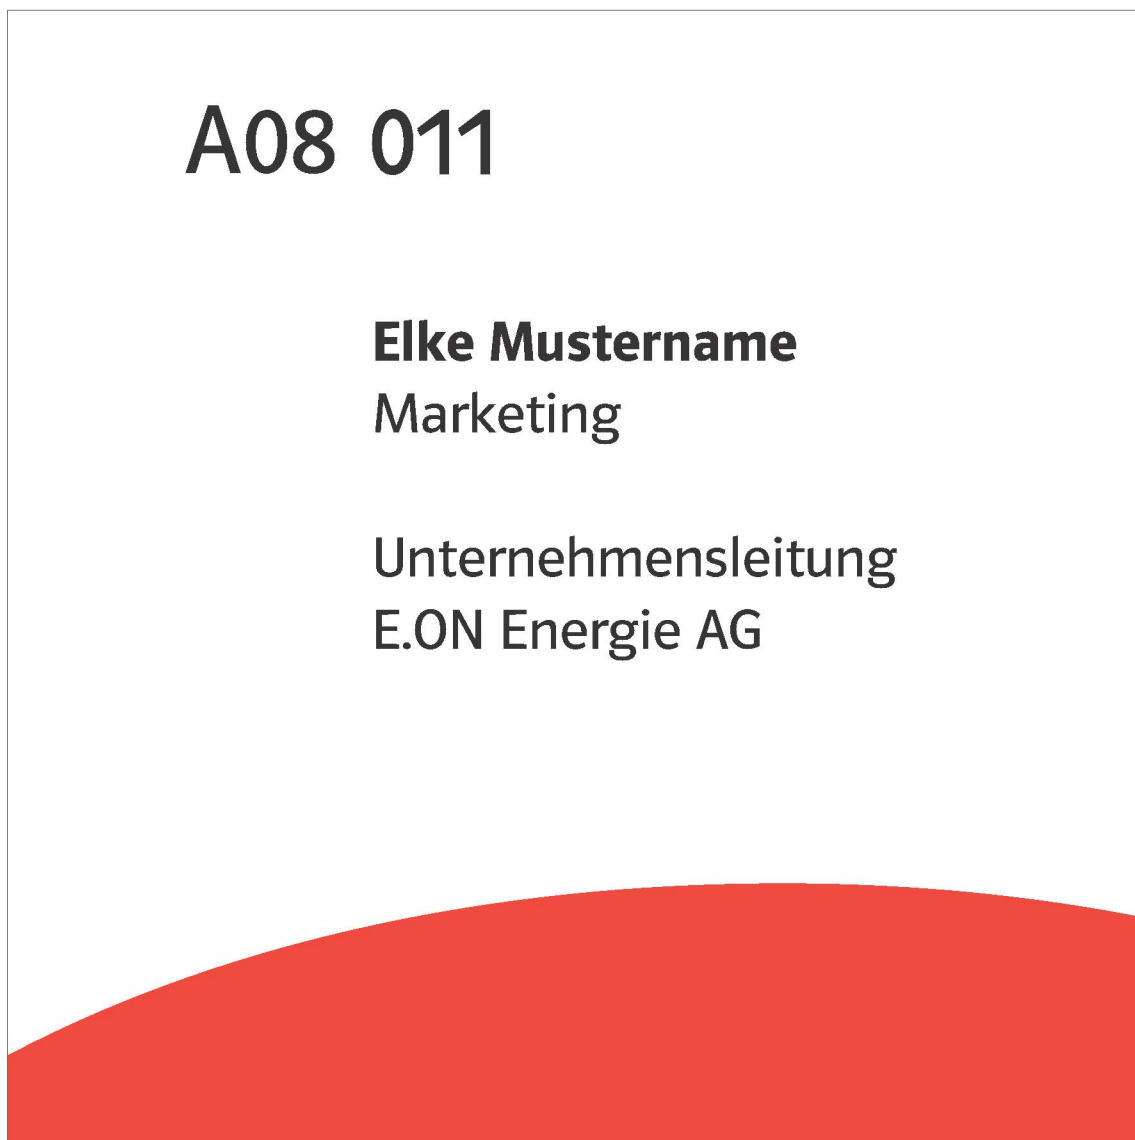 A08 011
Elke Mustername
Marketing
Unternehmensleitung
E.ON Energie AG